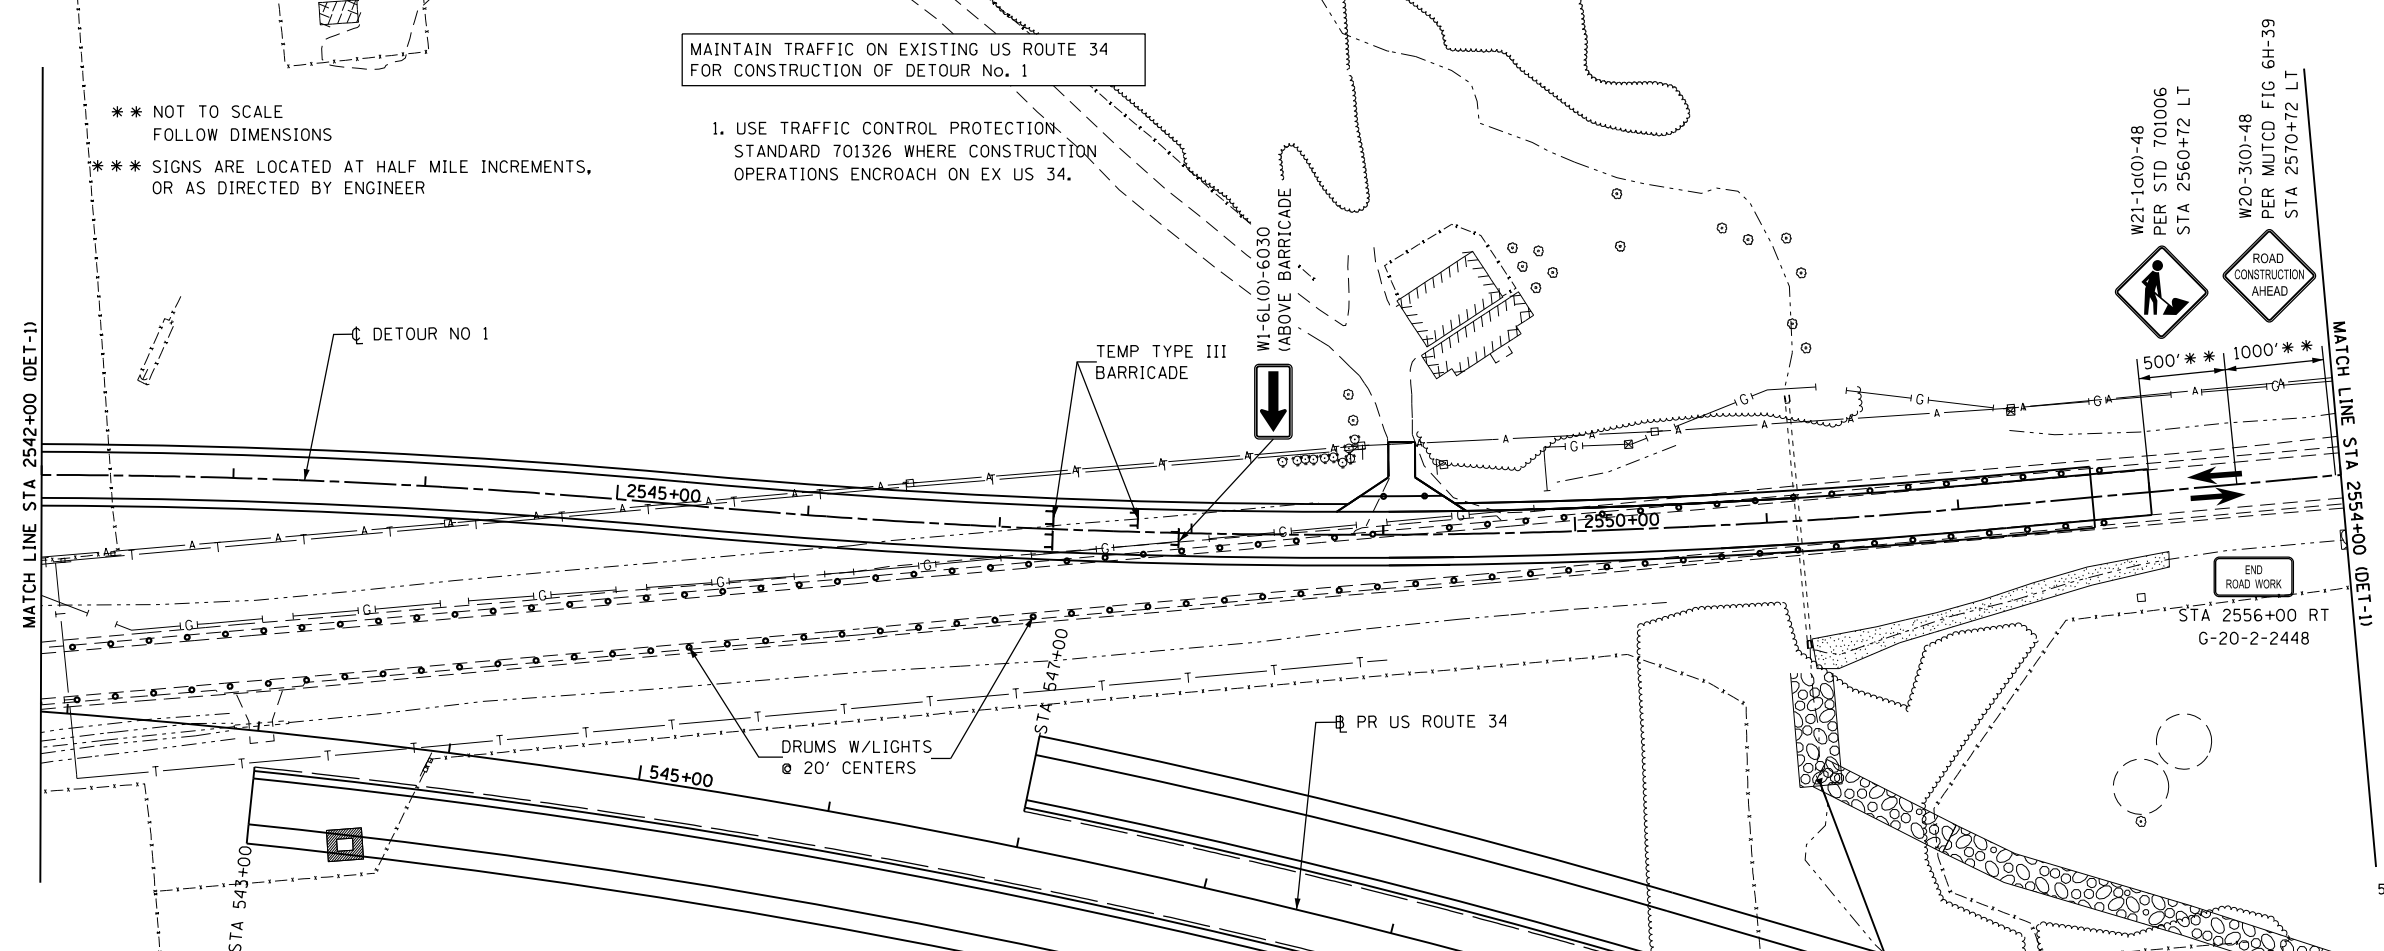 MAINTAIN TRAFFIC ON EXISTING US ROUTE 34
FOR CONSTRUCTION OF DETOUR No. 1
** NOT TO SCALE
FOLLOW DIMENSIONS
*** SIGNS ARE LOCATED AT HALF MILE INCREMENTS,
OR AS DIRECTED BY ENGINEER
1. USE TRAFFIC CONTROL PROTECTION
STANDARD 701326 WHERE CONSTRUCTION
OPERATIONS ENCROACH ON EX US 34.
W1-6L(O)-6030
(ABOVE BARRICADE
W21-1a(O)-48
PER STD 701006
STA 2560+72 LT
W20-3(O)-48
PER MUTCD FIG 6H-39
STA 2570+72 LT
ROAD
CONSTRUCTION
AHEAD
500'**
1000'**
MATCH LINE STA 2542+00 (DET-1)
℄ DETOUR NO 1
TEMP TYPE III
BARRICADE
2545+00
2550+00
MATCH LINE STA 2554+00 (DET-1)
END
ROAD WORK
STA 2556+00 RT
G-20-2-2448
STA 547+00
DRUMS W/LIGHTS
@ 20' CENTERS
BL PR US ROUTE 34
545+00
STA 543+00
5